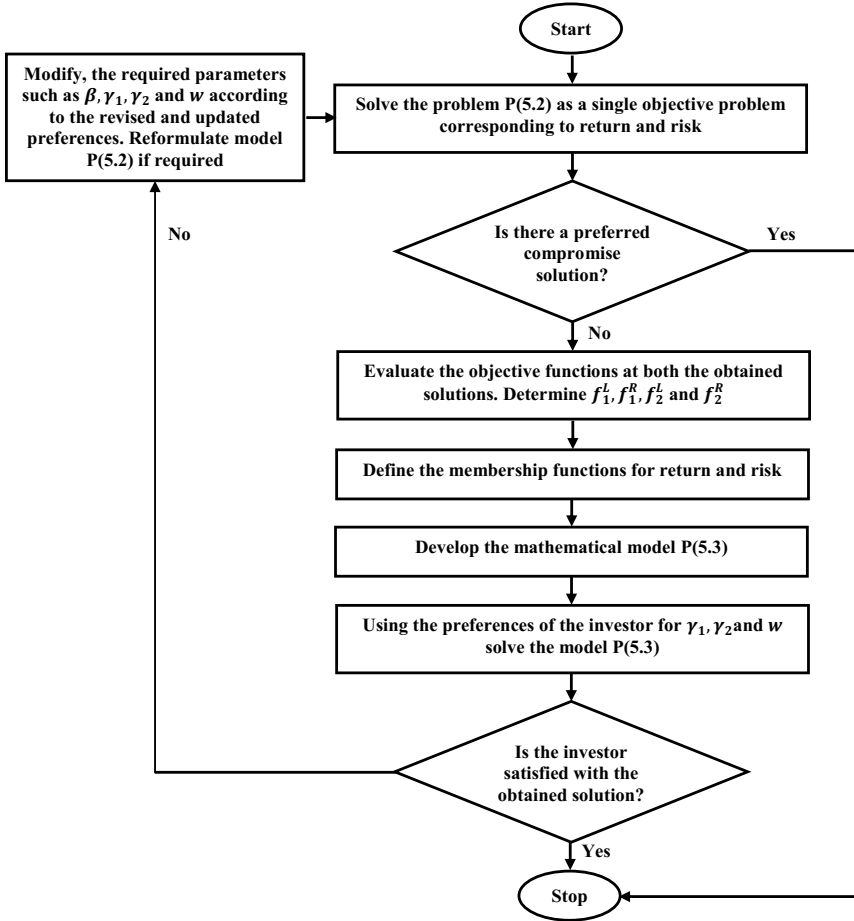 Start
Modify, the required parameters
such as β, γ₁, γ₂ and w according
to the revised and updated
preferences. Reformulate model
P(5.2) if required
Solve the problem P(5.2) as a single objective problem
corresponding to return and risk
Is there a preferred
compromise
solution?
Yes
No
No
Evaluate the objective functions at both the obtained
solutions. Determine f₁ᴸ, f₁ᴿ, f₂ᴸ and f₂ᴿ
Define the membership functions for return and risk
Develop the mathematical model P(5.3)
Using the preferences of the investor for γ₁, γ₂and w
solve the model P(5.3)
Is the investor
satisfied with the
obtained solution?
Yes
Stop